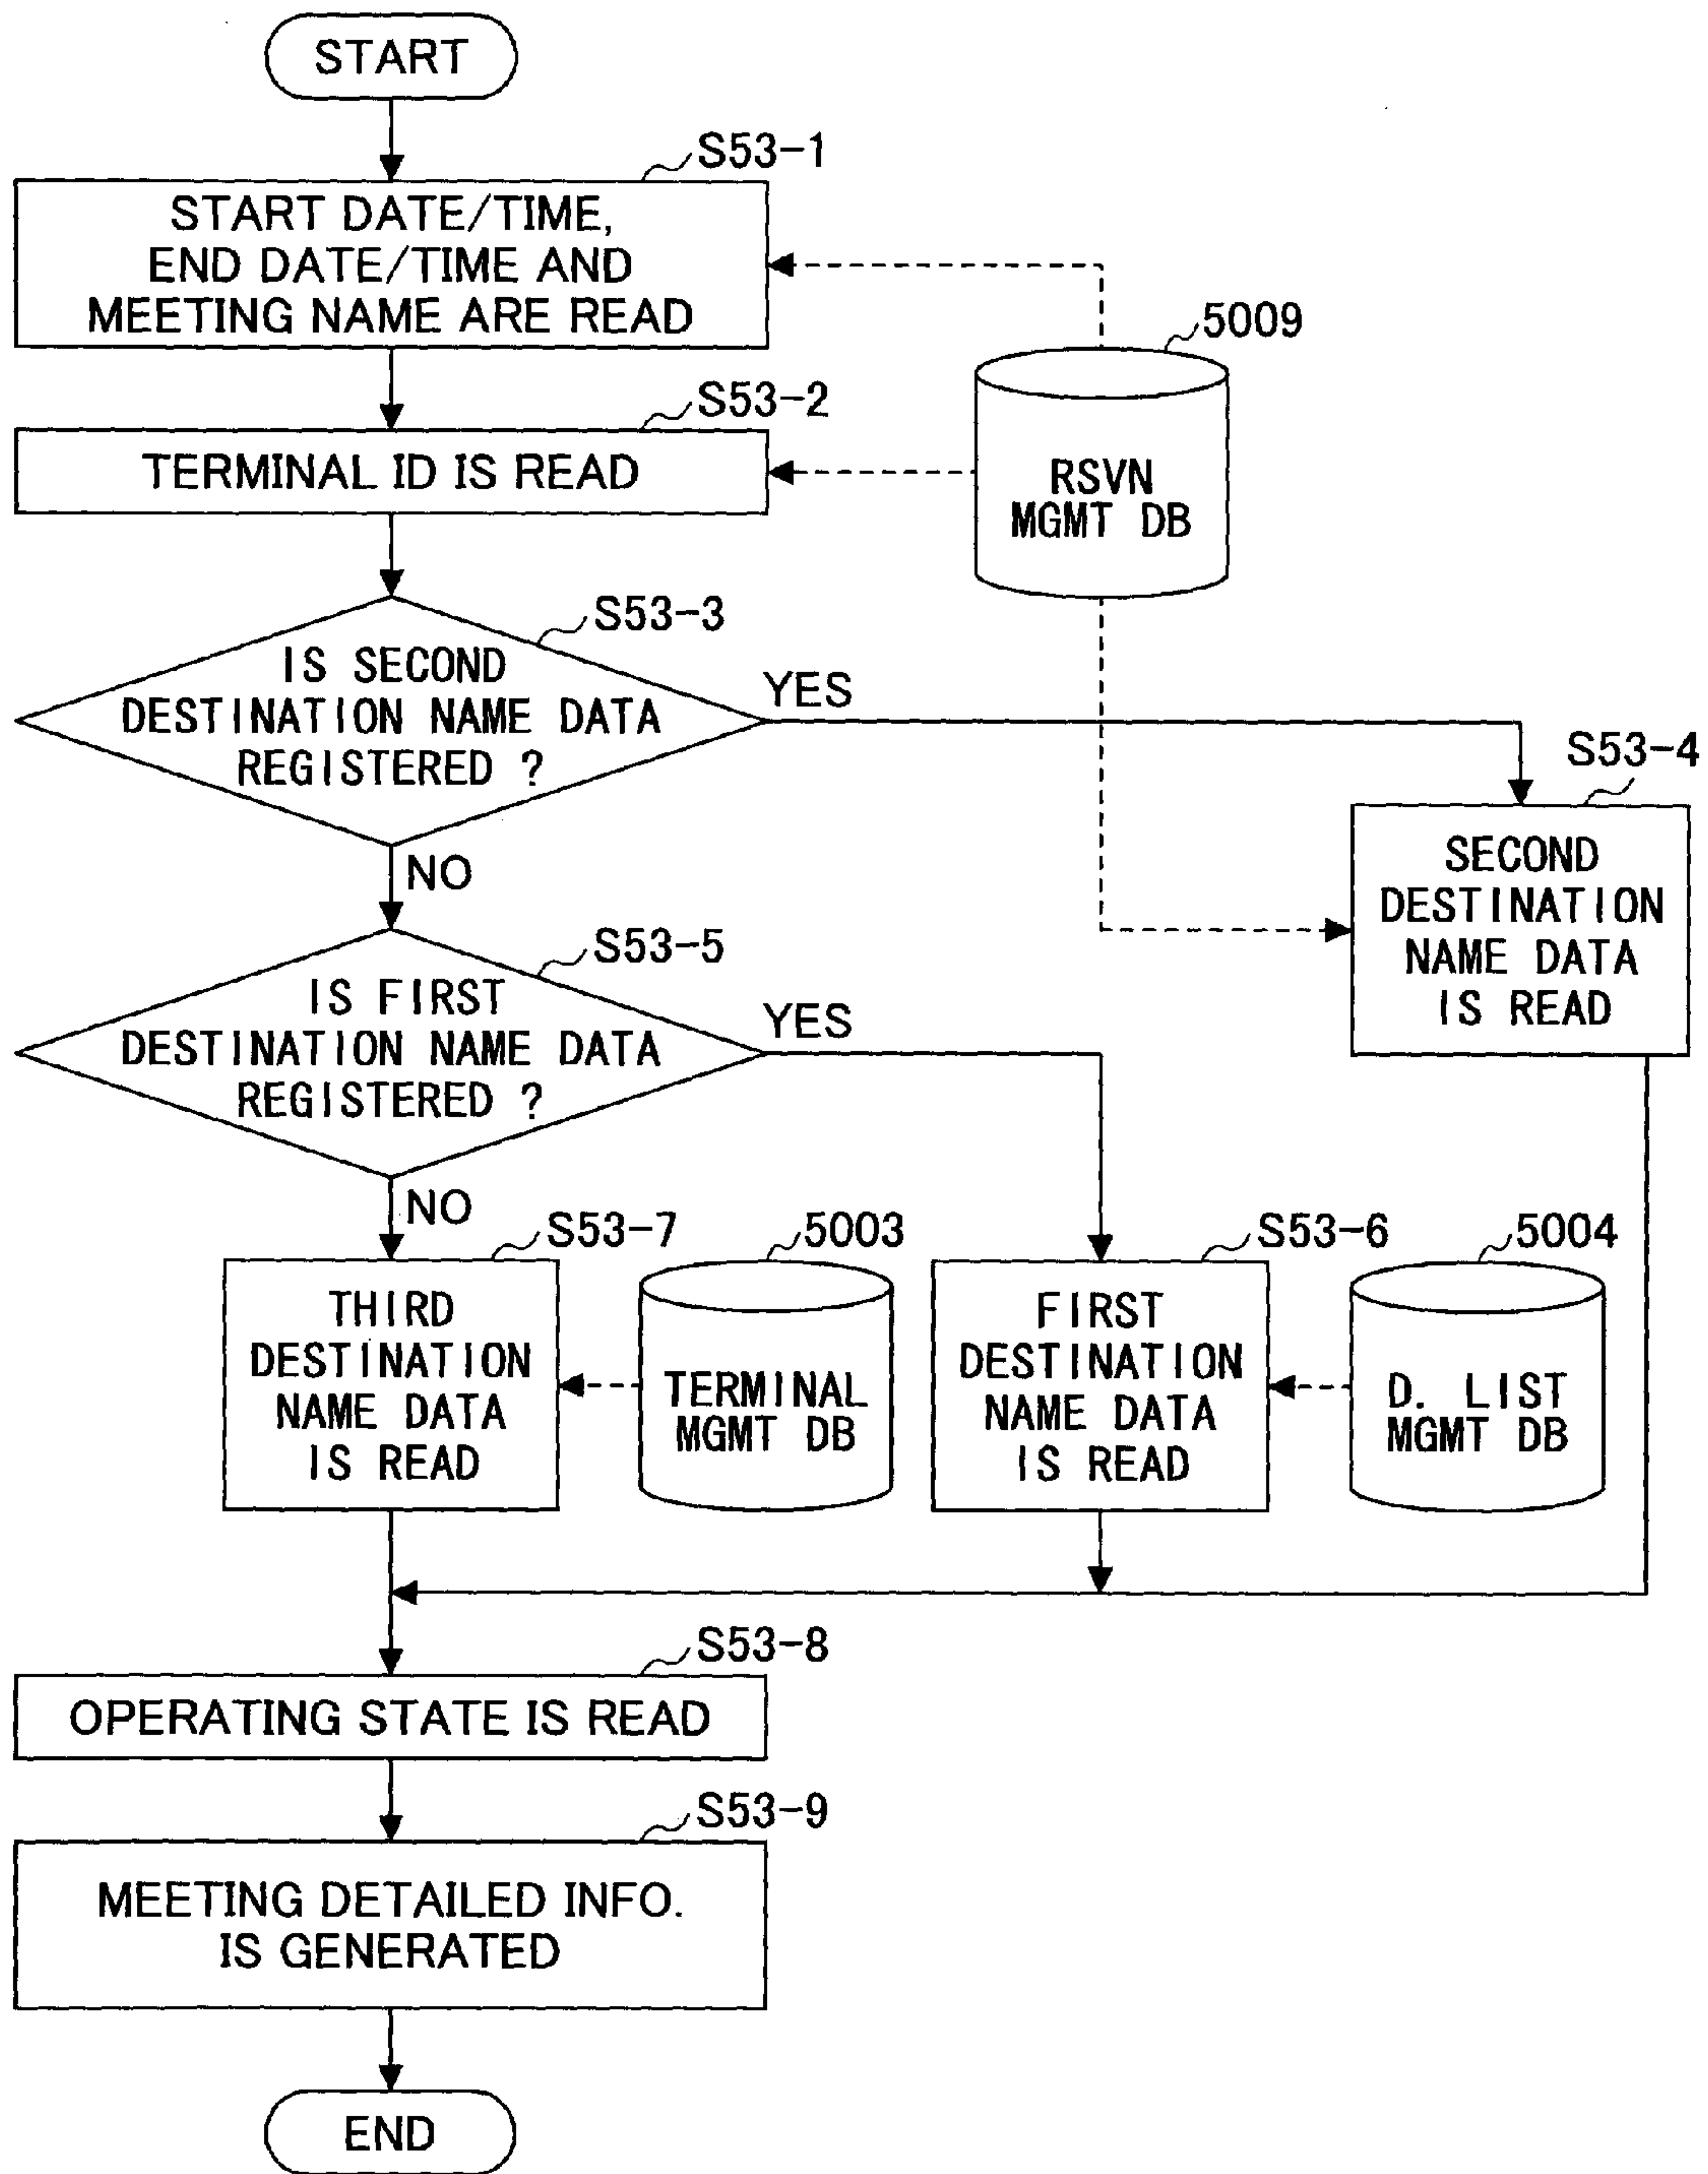 START
S53-1
START DATE/TIME,
END DATE/TIME AND
MEETING NAME ARE READ
5009
S53-2
TERMINAL ID IS READ
RSVN
MGMT DB
S53-3
IS SECOND
DESTINATION NAME DATA
REGISTERED ?
YES
S53-4
SECOND
DESTINATION
NAME DATA
IS READ
NO
S53-5
IS FIRST
DESTINATION NAME DATA
REGISTERED ?
YES
NO
S53-7
THIRD
DESTINATION
NAME DATA
IS READ
5003
TERMINAL
MGMT DB
S53-6
FIRST
DESTINATION
NAME DATA
IS READ
5004
D. LIST
MGMT DB
S53-8
OPERATING STATE IS READ
S53-9
MEETING DETAILED INFO.
IS GENERATED
END